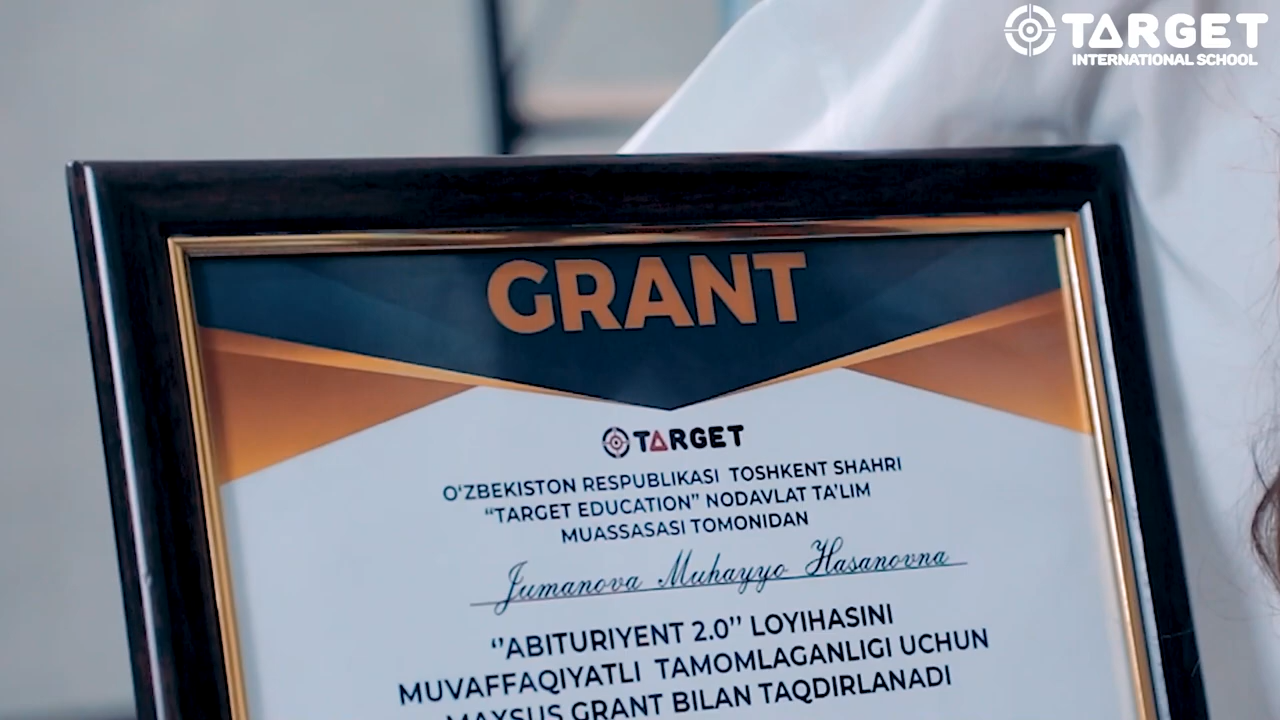 TARGET
INTERNATIONAL SCHOOL
GRANT
TARGET
O‘ZBEKISTON RESPUBLIKASI TOSHKENT SHAHRI
“TARGET EDUCATION” NODAVLAT TA’LIM
MUASSASASI TOMONIDAN
Jumanova Muhayyo Hasanovna
‘’ABITURIYENT 2.0’’ LOYIHASINI
MUVAFFAQIYATLI TAMOMLAGANLIGI UCHUN
MAXSUS GRANT BILAN TAQDIRLANADI